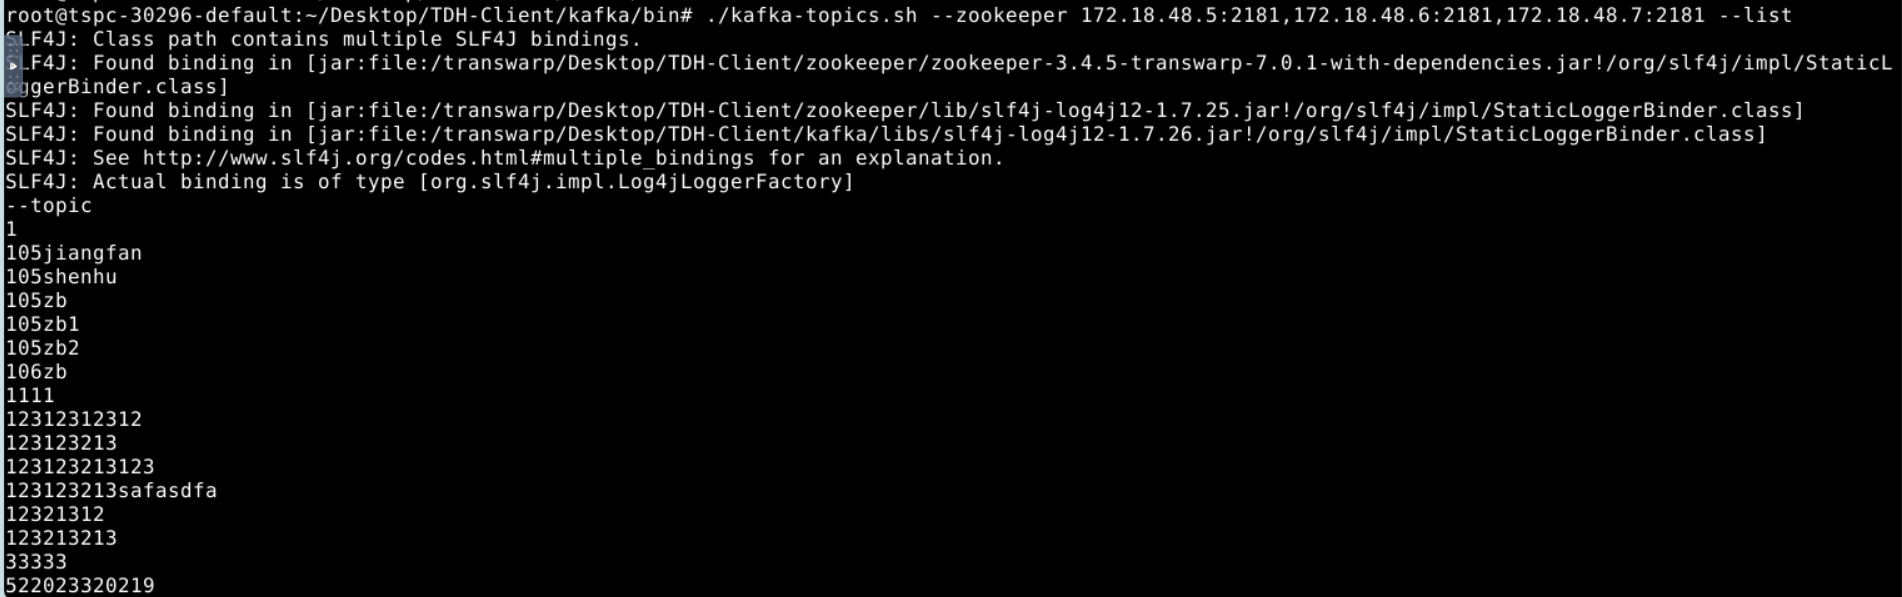 root@tspc-30296-default:~/Desktop/TDH-Client/kafka/bin# ./kafka-topics.sh --zookeeper 172.18.48.5:2181,172.18.48.6:2181,172.18.48.7:2181 --list
SLF4J: Class path contains multiple SLF4J bindings.
SLF4J: Found binding in [jar:file:/transwarp/Desktop/TDH-Client/zookeeper/zookeeper-3.4.5-transwarp-7.0.1-with-dependencies.jar!/org/slf4j/impl/StaticL
oggerBinder.class]
SLF4J: Found binding in [jar:file:/transwarp/Desktop/TDH-Client/zookeeper/lib/slf4j-log4j12-1.7.25.jar!/org/slf4j/impl/StaticLoggerBinder.class]
SLF4J: Found binding in [jar:file:/transwarp/Desktop/TDH-Client/kafka/libs/slf4j-log4j12-1.7.26.jar!/org/slf4j/impl/StaticLoggerBinder.class]
SLF4J: See http://www.slf4j.org/codes.html#multiple_bindings for an explanation.
SLF4J: Actual binding is of type [org.slf4j.impl.Log4jLoggerFactory]
--topic
1
105jiangfan
105shenhu
105zb
105zb1
105zb2
106zb
1111
12312312312
123123213
123123213123
123123213safasdfa
12321312
123213213
33333
522023320219